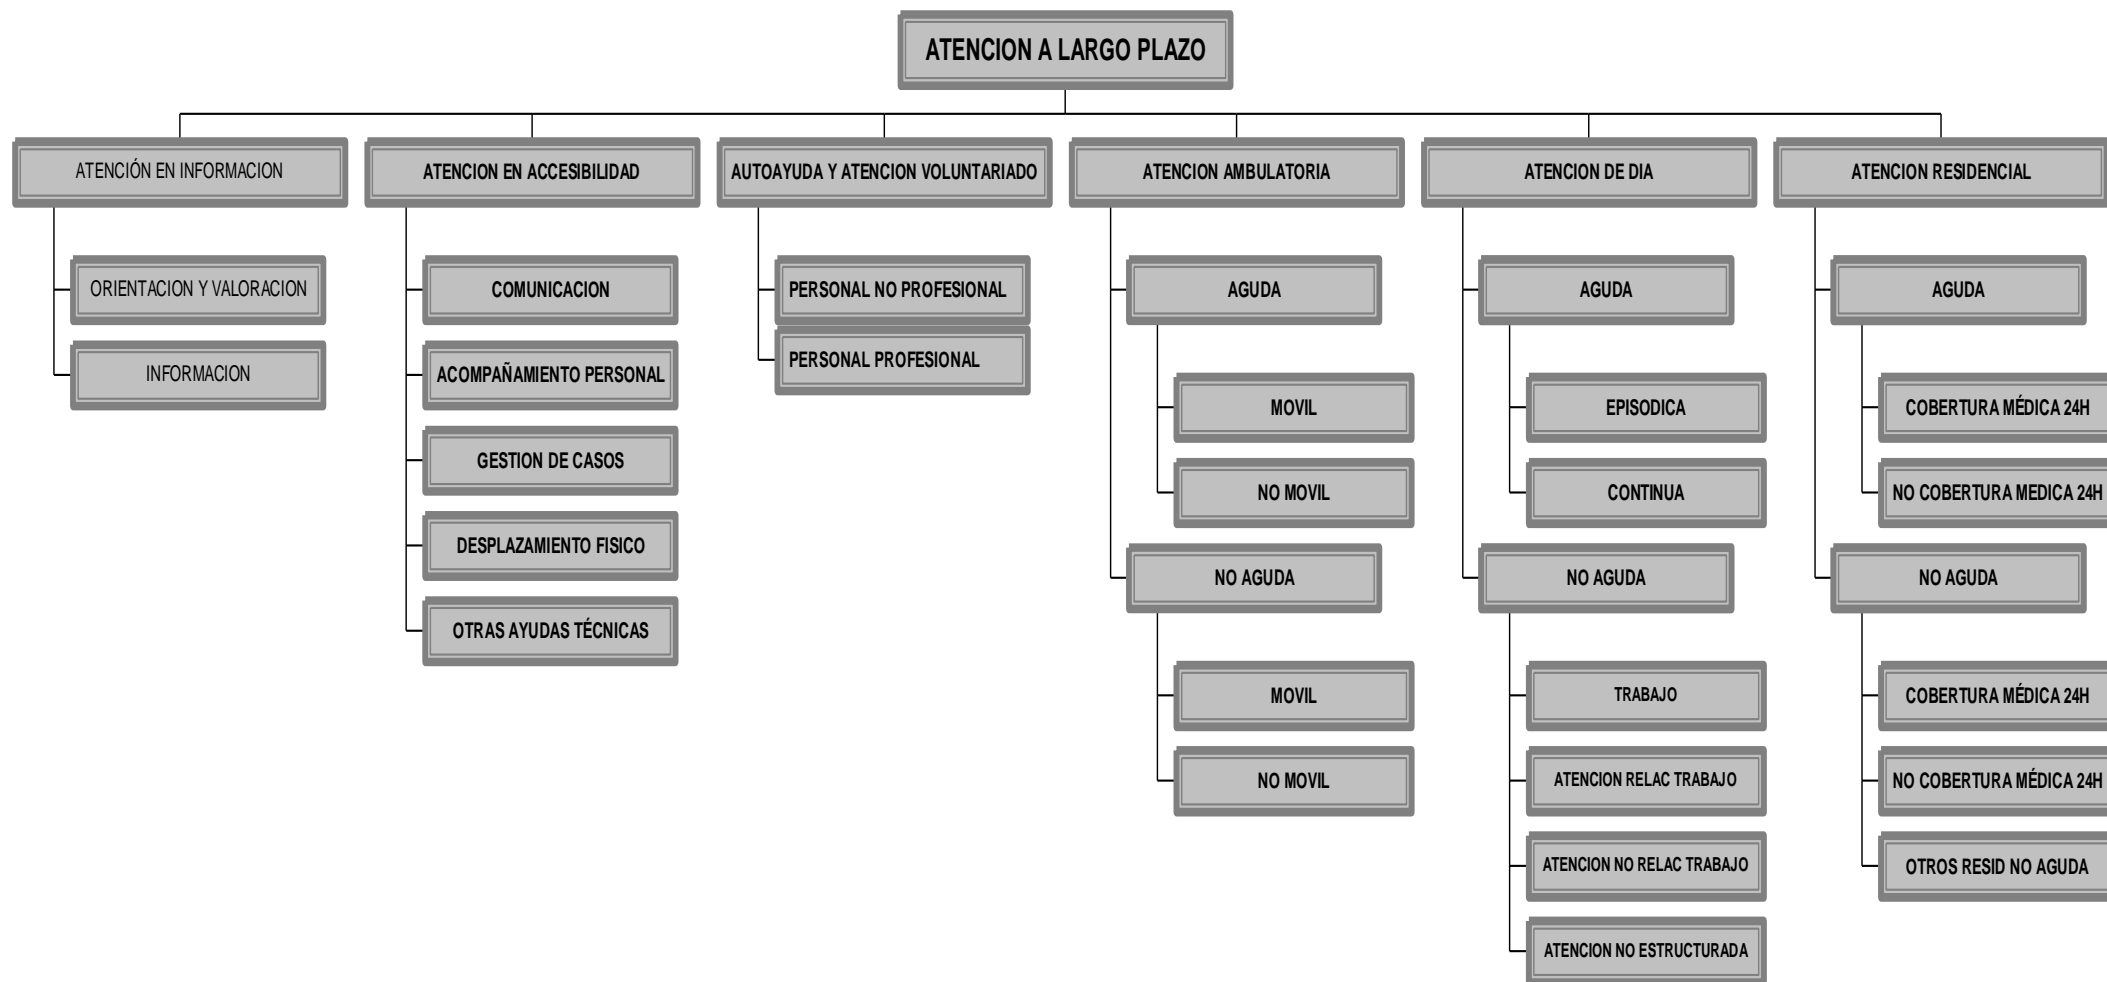 ATENCION A LARGO PLAZO
ATENCIÓN EN INFORMACION
ORIENTACION Y VALORACION
INFORMACION
ATENCION EN ACCESIBILIDAD
COMUNICACION
ACOMPAÑAMIENTO PERSONAL
GESTION DE CASOS
DESPLAZAMIENTO FISICO
OTRAS AYUDAS TÉCNICAS
AUTOAYUDA Y ATENCION VOLUNTARIADO
PERSONAL NO PROFESIONAL
PERSONAL PROFESIONAL
ATENCION AMBULATORIA
AGUDA
MOVIL
NO MOVIL
NO AGUDA
MOVIL
NO MOVIL
ATENCION DE DIA
AGUDA
EPISODICA
CONTINUA
NO AGUDA
TRABAJO
ATENCION RELAC TRABAJO
ATENCION NO RELAC TRABAJO
ATENCION NO ESTRUCTURADA
ATENCION RESIDENCIAL
AGUDA
COBERTURA MÉDICA 24H
NO COBERTURA MEDICA 24H
NO AGUDA
COBERTURA MÉDICA 24H
NO COBERTURA MÉDICA 24H
OTROS RESID NO AGUDA